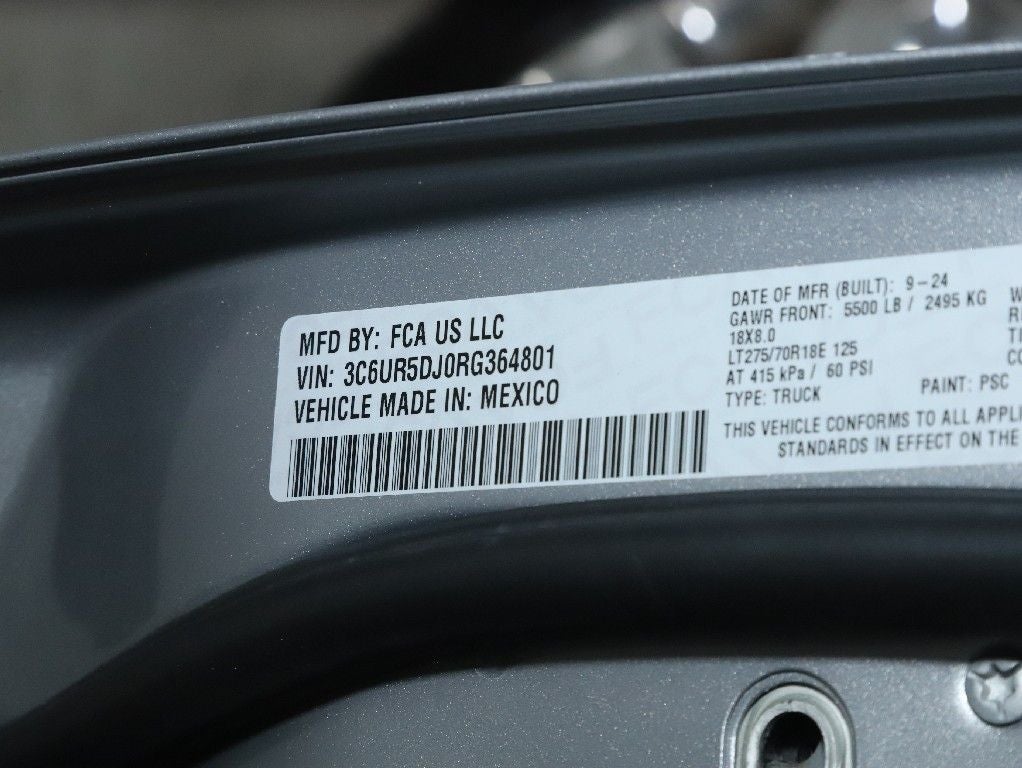 MFD BY: FCA US LLC
VIN: 3C6UR5DJ0RG364801
VEHICLE MADE IN: MEXICO
DATE OF MFR (BUILT): 9-24
GAWR FRONT: 5500 LB / 2495 KG
18X8.0
LT275/70R18E 125
AT 415 kPa / 60 PSI
TYPE: TRUCK
PAINT: PSC
THIS VEHICLE CONFORMS TO ALL
STANDARDS IN EFFECT ON THE